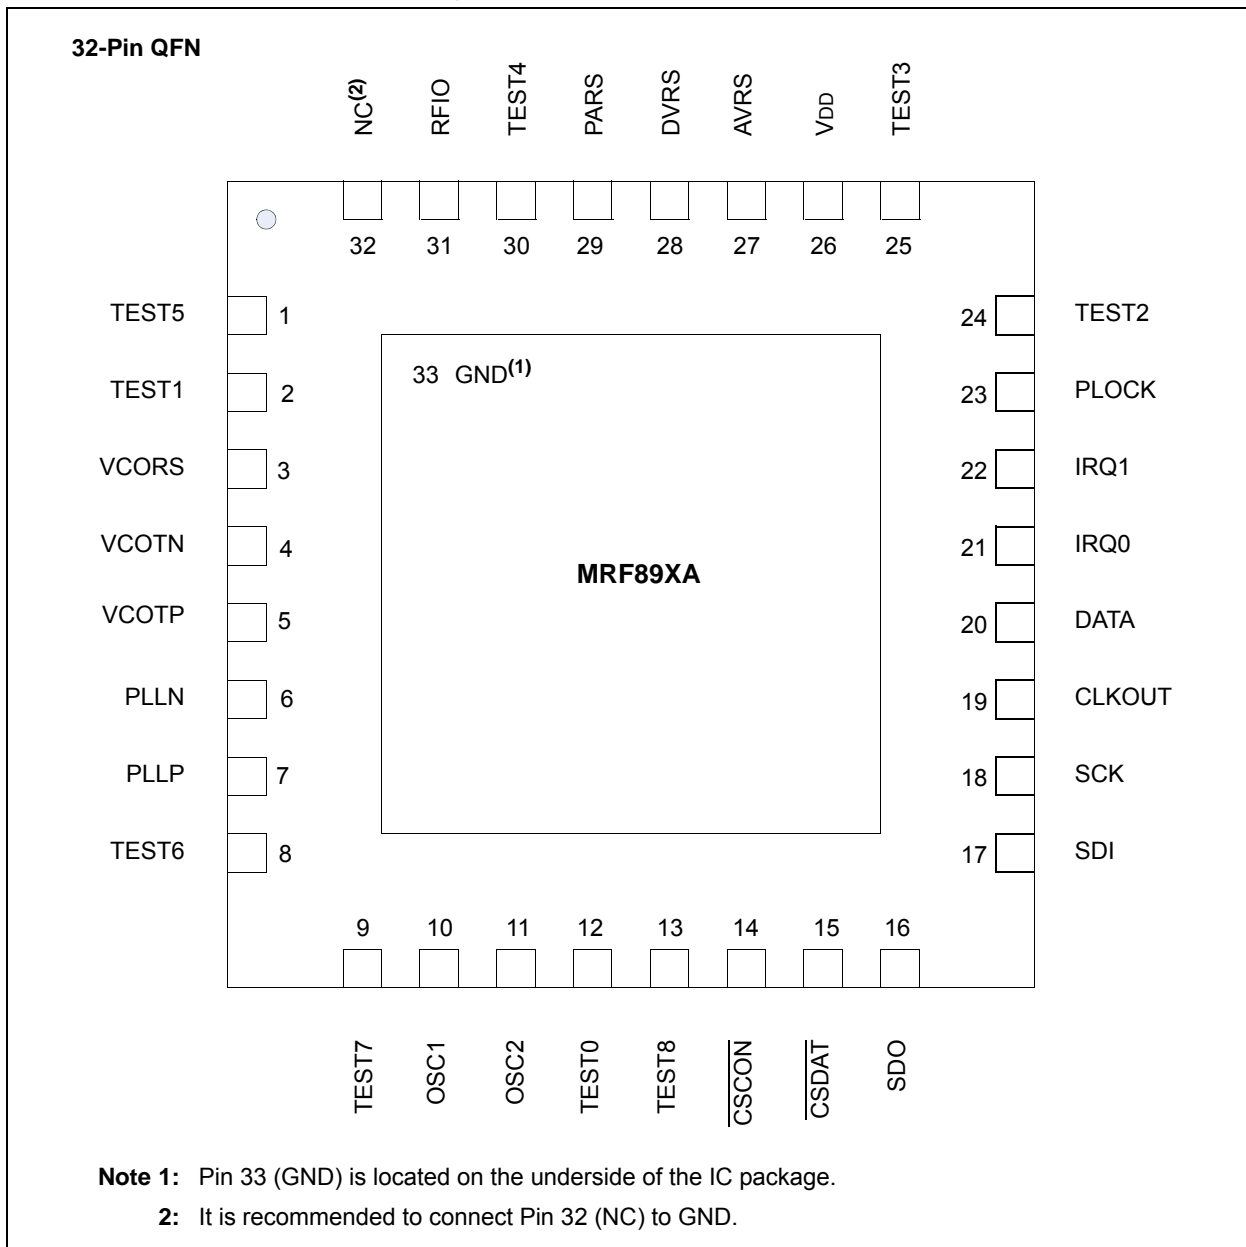 32-Pin QFN
NC(2)
RFIO
TEST4
PARS
DVRS
AVRS
VDD
TEST3
32 31 30 29 28 27 26 25
TEST5 1 24 TEST2
33 GND(1)
TEST1 2 23 PLOCK
VCORS 3 22 IRQ1
VCOTN 4 21 IRQ0
MRF89XA
VCOTP 5 20 DATA
PLLN 6 19 CLKOUT
PLLP 7 18 SCK
TEST6 8 17 SDI
9 10 11 12 13 14 15 16
TEST7
OSC1
OSC2
TEST0
TEST8
CSCON
CSDAT
SDO
Note 1: Pin 33 (GND) is located on the underside of the IC package.
2: It is recommended to connect Pin 32 (NC) to GND.